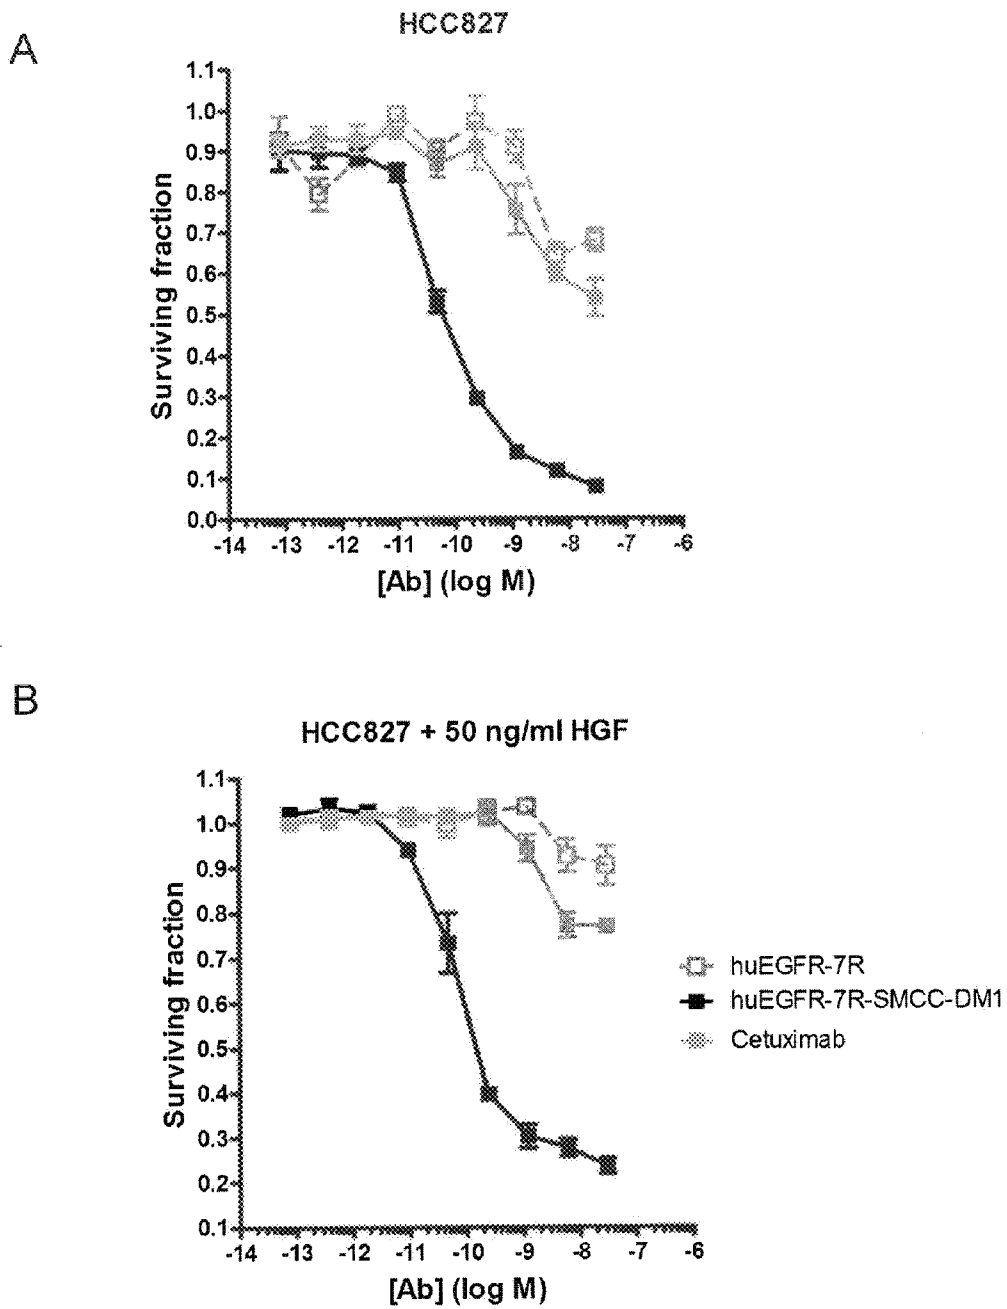 A
HCC827
1.1
1.0
0.9
0.8
0.7
0.6
0.5
0.4
0.3
0.2
0.1
0.0
Surviving fraction
-14 -13 -12 -11 -10 -9 -8 -7 -6
[Ab] (log M)
B
HCC827 + 50 ng/ml HGF
1.1
1.0
0.9
0.8
0.7
0.6
0.5
0.4
0.3
0.2
0.1
Surviving fraction
-14 -13 -12 -11 -10 -9 -8 -7 -6
[Ab] (log M)
huEGFR-7R
huEGFR-7R-SMCC-DM1
Cetuximab